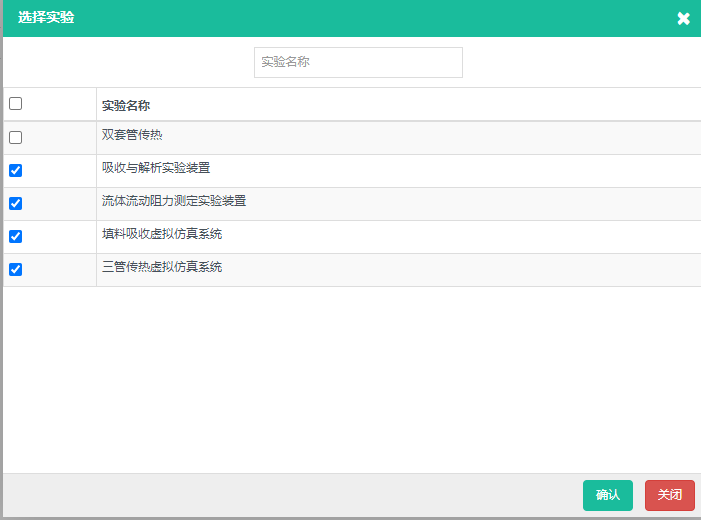 选择实验
实验名称
实验名称
双套管传热
吸收与解析实验装置
流体流动阻力测定实验装置
填料吸收虚拟仿真系统
三管传热虚拟仿真系统
确认 关闭